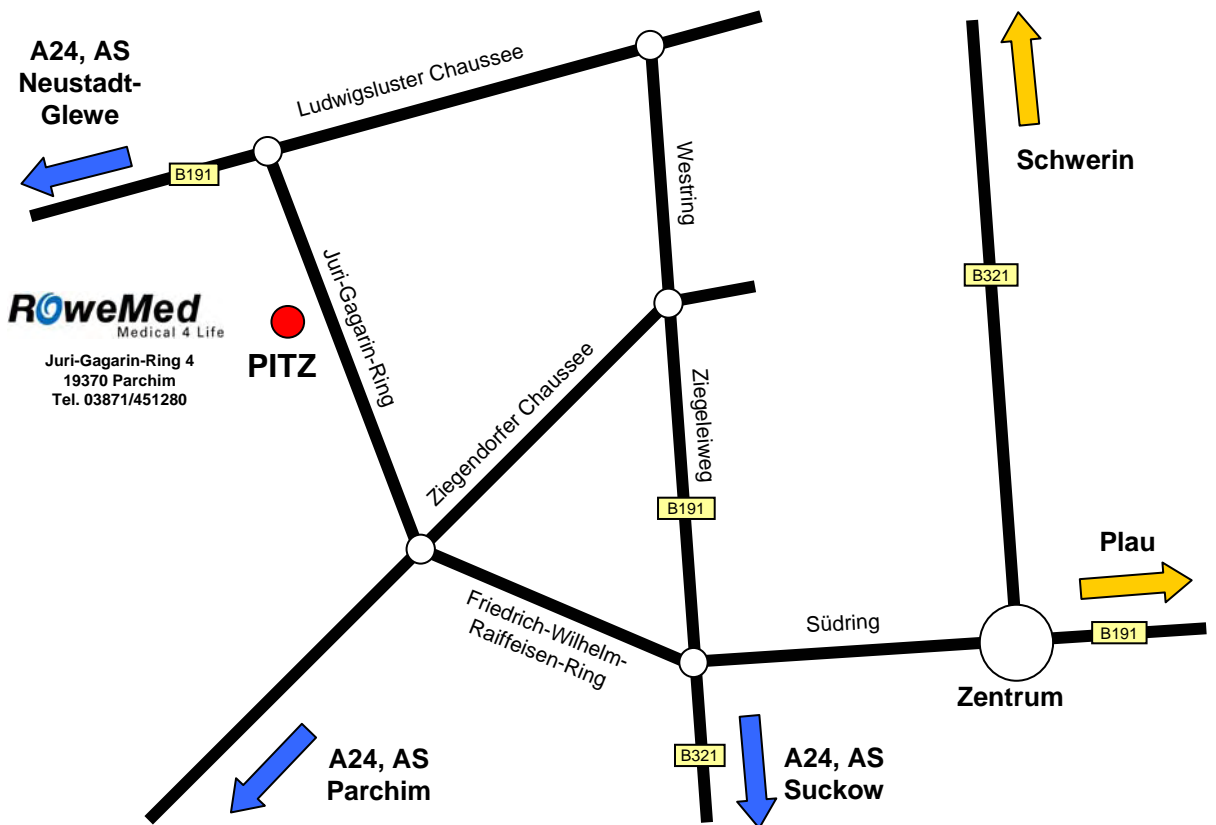 A24, AS
Neustadt-
Glewe
B191
Ludwigsluster Chaussee
Westring
Schwerin
B321
RoweMed
Medical 4 Life
Juri-Gagarin-Ring 4
19370 Parchim
Tel. 03871/451280
PITZ
Juri-Gagarin-Ring
Ziegendorfer Chaussee
Ziegeleiweg
B191
Friedrich-Wilhelm-
Raiffeisen-Ring
Südring
Plau
B191
Zentrum
A24, AS
Parchim
B321
A24, AS
Suckow